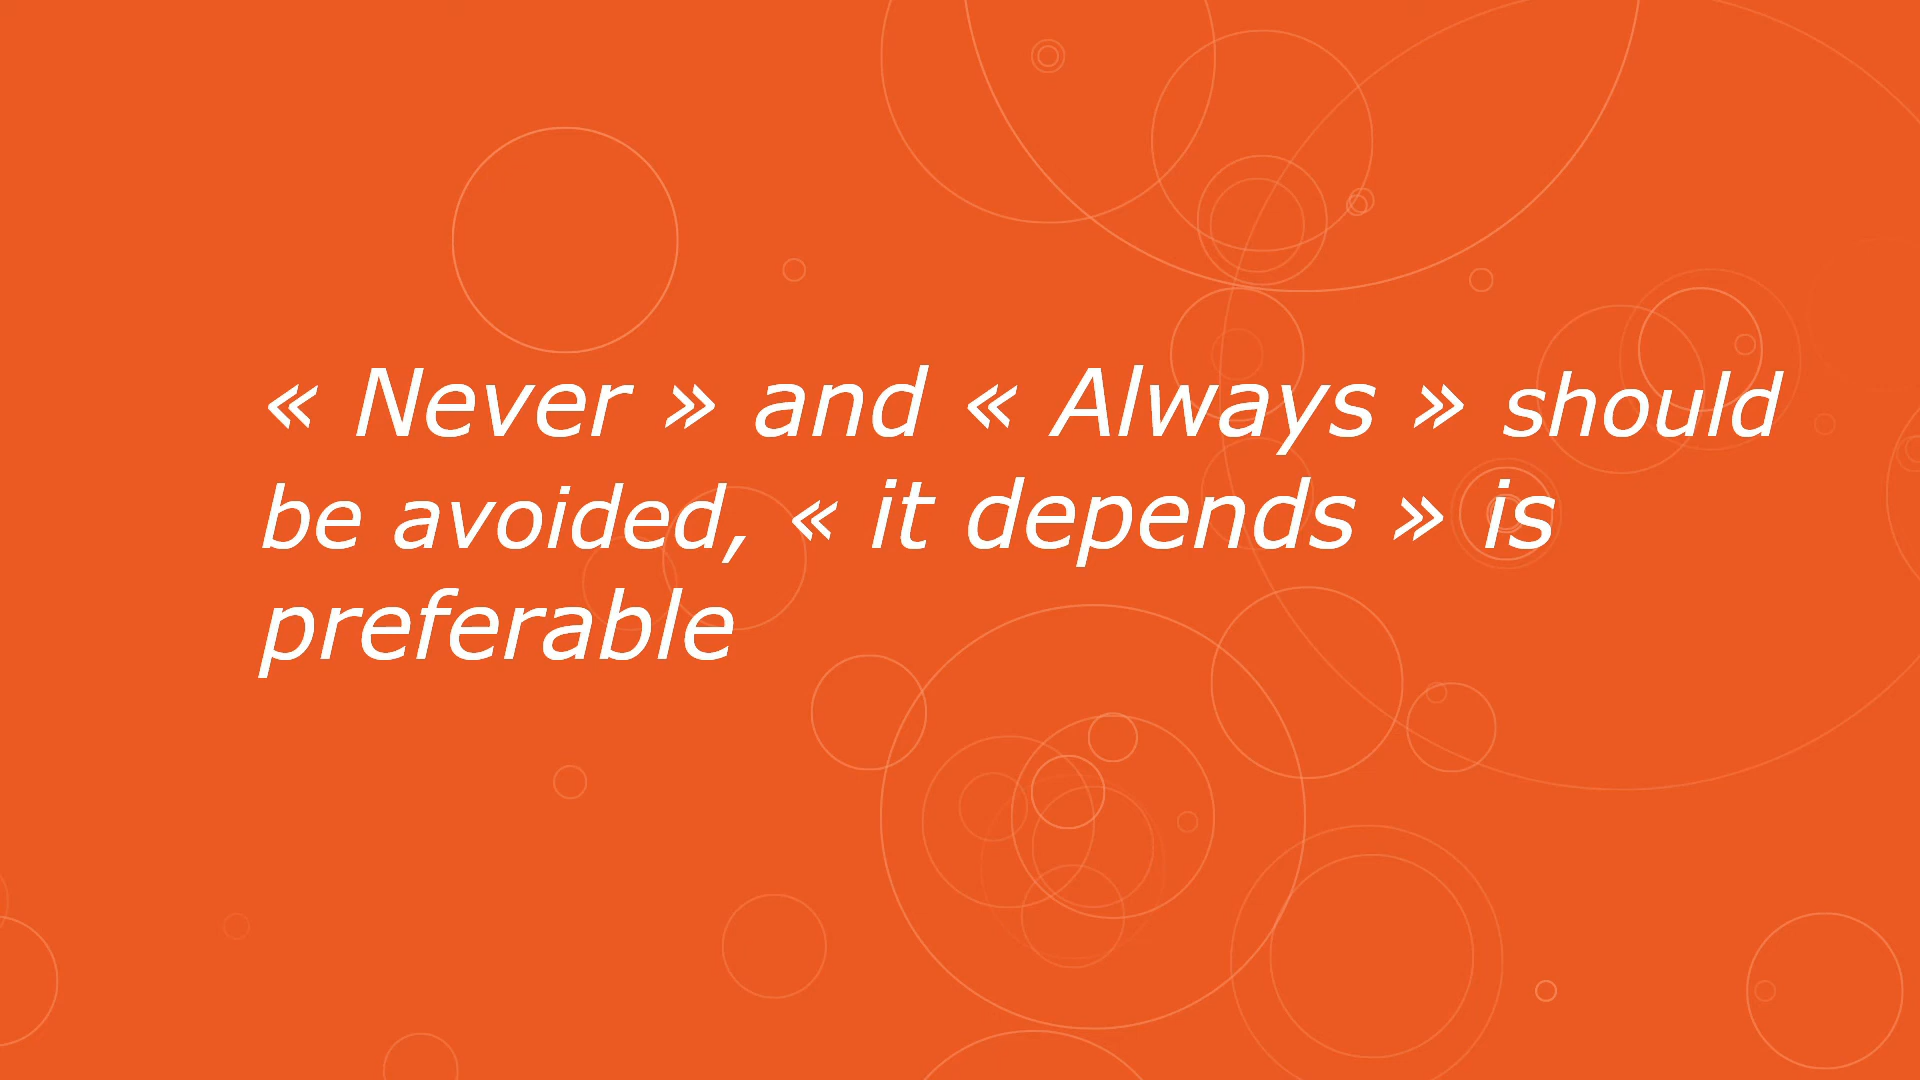 « Never » and « Always » should
be avoided, « it depends » is
preferable